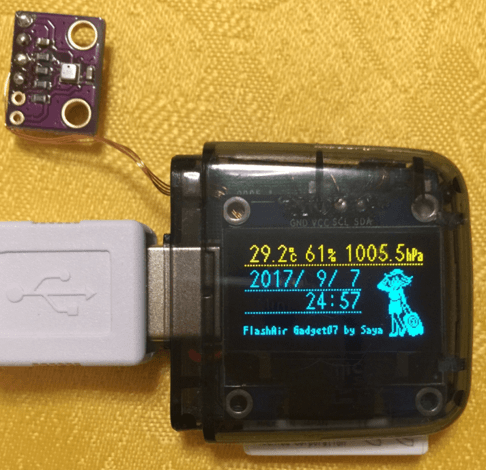 GND VCC SCL SDA
29.2℃ 61% 1005.5hPa
2017/ 9/ 7
24:57
FlashAir Gadget07 by Saya